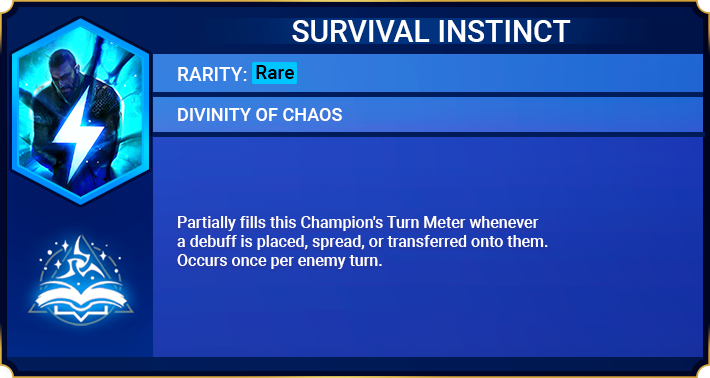 SURVIVAL INSTINCT
RARITY: Rare
DIVINITY OF CHAOS
Partially fills this Champion's Turn Meter whenever
a debuff is placed, spread, or transferred onto them.
Occurs once per enemy turn.